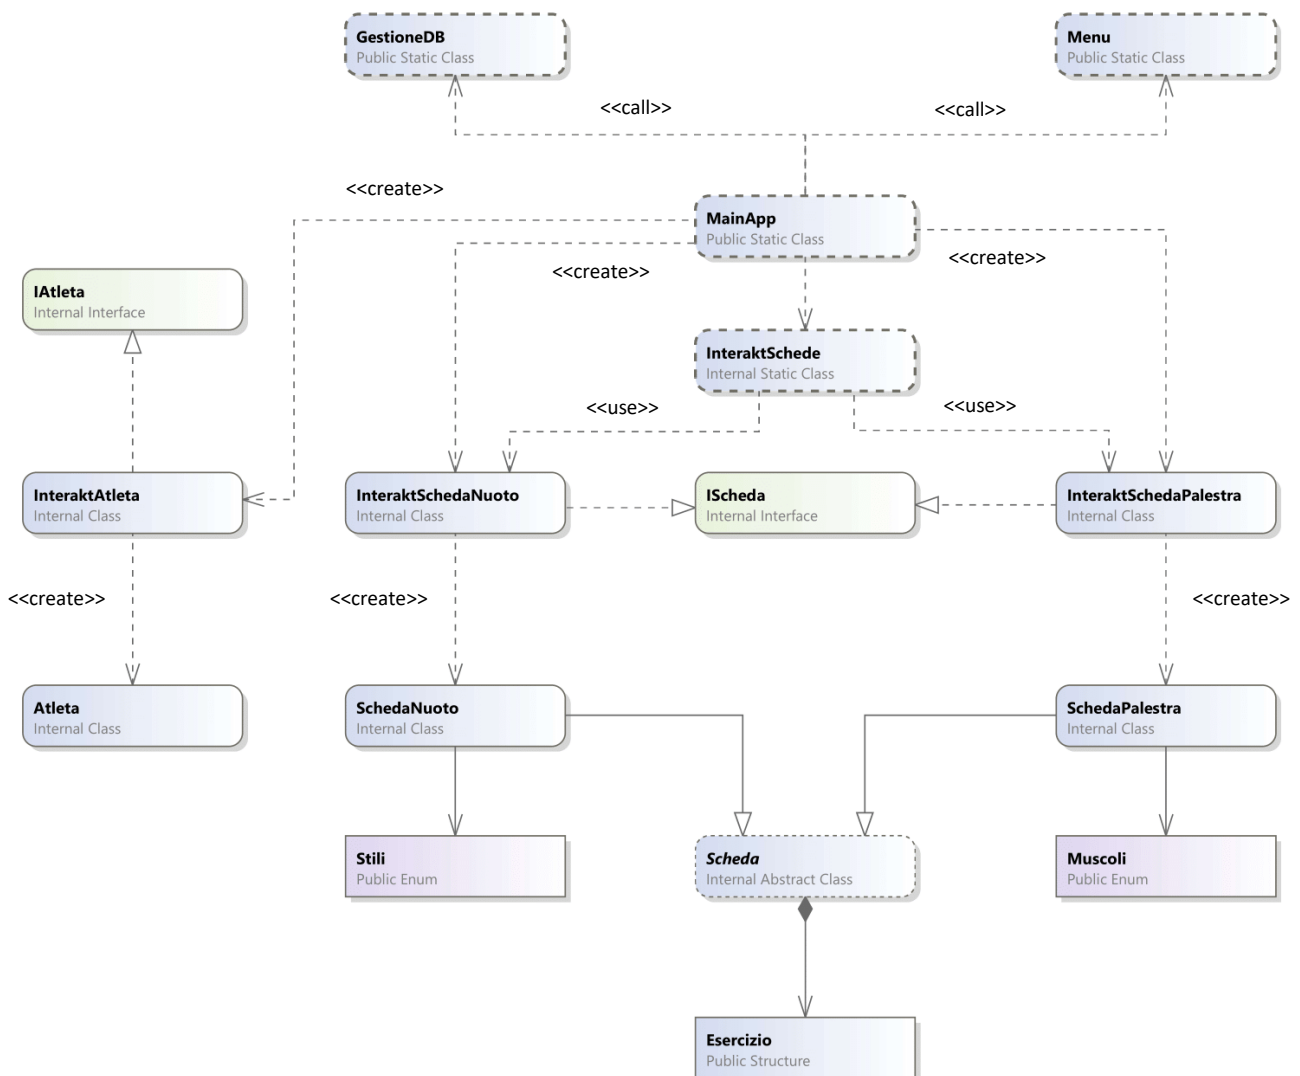 GestioneDB
Public Static Class
Menu
Public Static Class
<<call>>
<<call>>
<<create>>
MainApp
Public Static Class
<<create>>
<<create>>
IAtleta
Internal Interface
InteraktSchede
Internal Static Class
<<use>>
<<use>>
InteraktAtleta
Internal Class
InteraktSchedaNuoto
Internal Class
IScheda
Internal Interface
InteraktSchedaPalestra
Internal Class
<<create>>
<<create>>
<<create>>
Atleta
Internal Class
SchedaNuoto
Internal Class
SchedaPalestra
Internal Class
Stili
Public Enum
Scheda
Internal Abstract Class
Muscoli
Public Enum
Esercizio
Public Structure